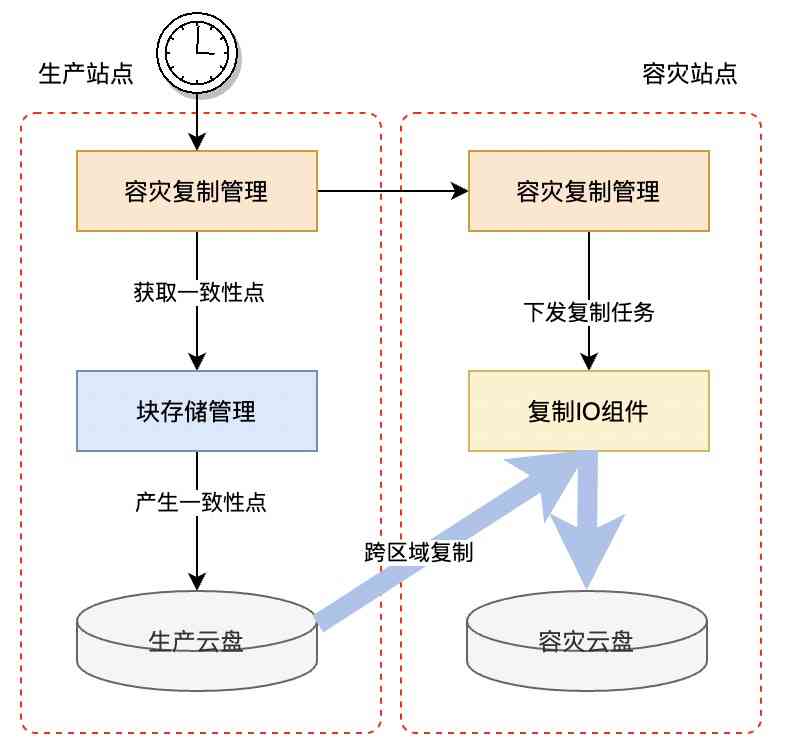 生产站点
容灾站点
容灾复制管理
容灾复制管理
获取一致性点
下发复制任务
块存储管理
复制IO组件
产生一致性点
跨区域复制
生产云盘
容灾云盘